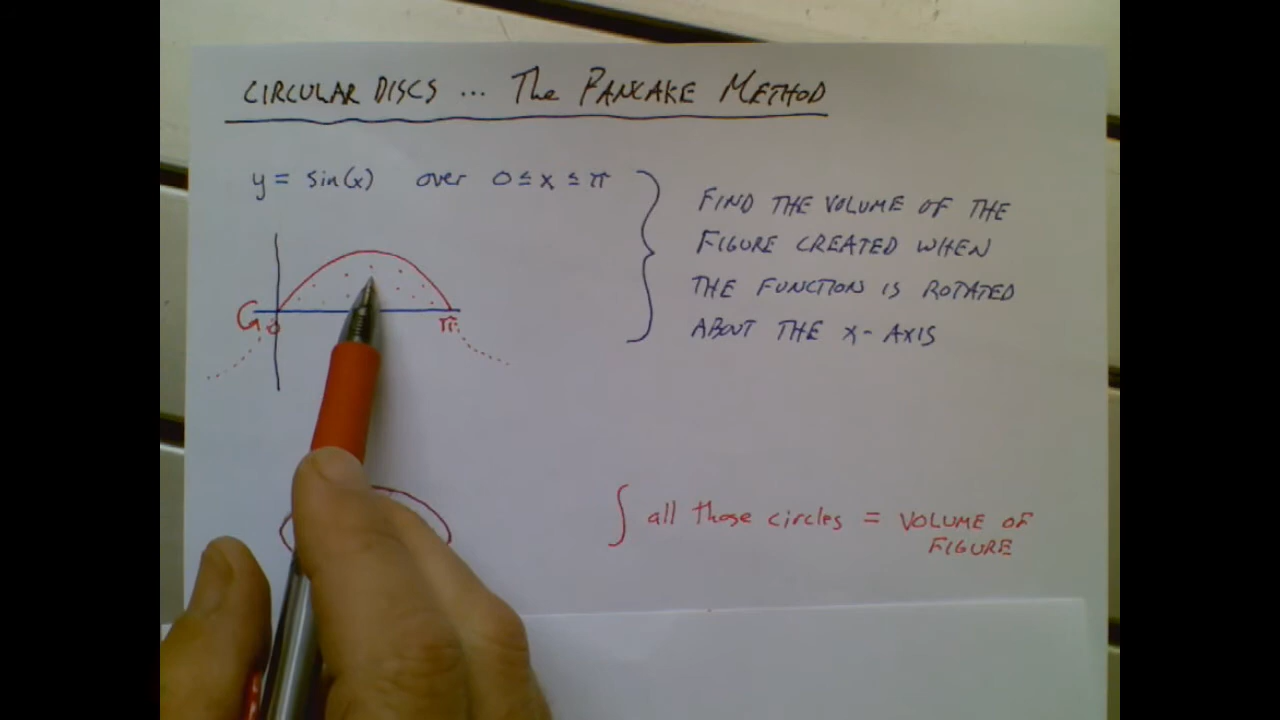 CIRCULAR DISCS ... The PANCAKE METHOD
y = sin(x) over 0 ≤ x ≤ π
FIND THE VOLUME OF THE
FIGURE CREATED WHEN
THE FUNCTION IS ROTATED
ABOUT THE X-AXIS
0 π
∫ all those circles = VOLUME OF
FIGURE